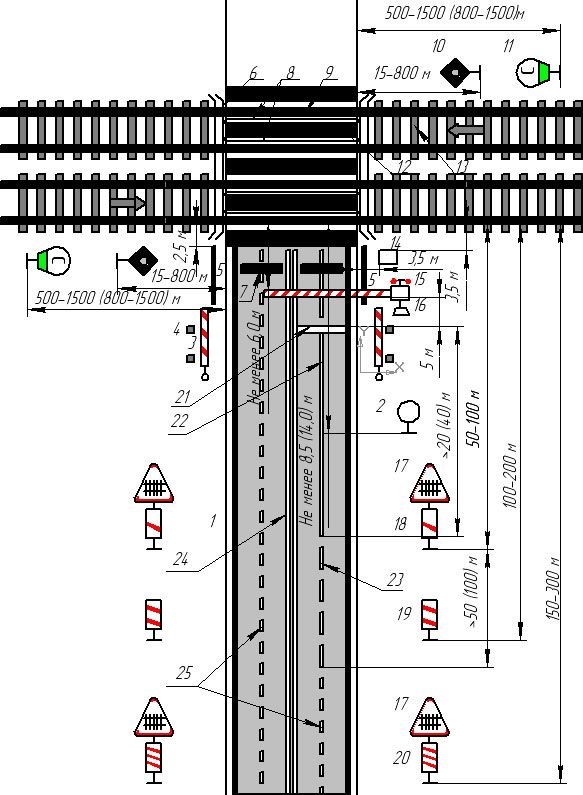 500-1500 (800-1500)м
10
11
6
8
9
15-800 м
С
12
13
14
2,5 м
5
3,5 м
15
3,5 м
С
15-800 м
500-1500 (800-1500) м
7
5
16
4
3
Не менее 6,0 м
Y
X
5 м
21
22
2
Не менее 8,5 (14,0) м
>20 (40) м
50-100 м
100-200 м
150-300 м
17
1
18
24
23
>50 (100) м
19
25
17
20